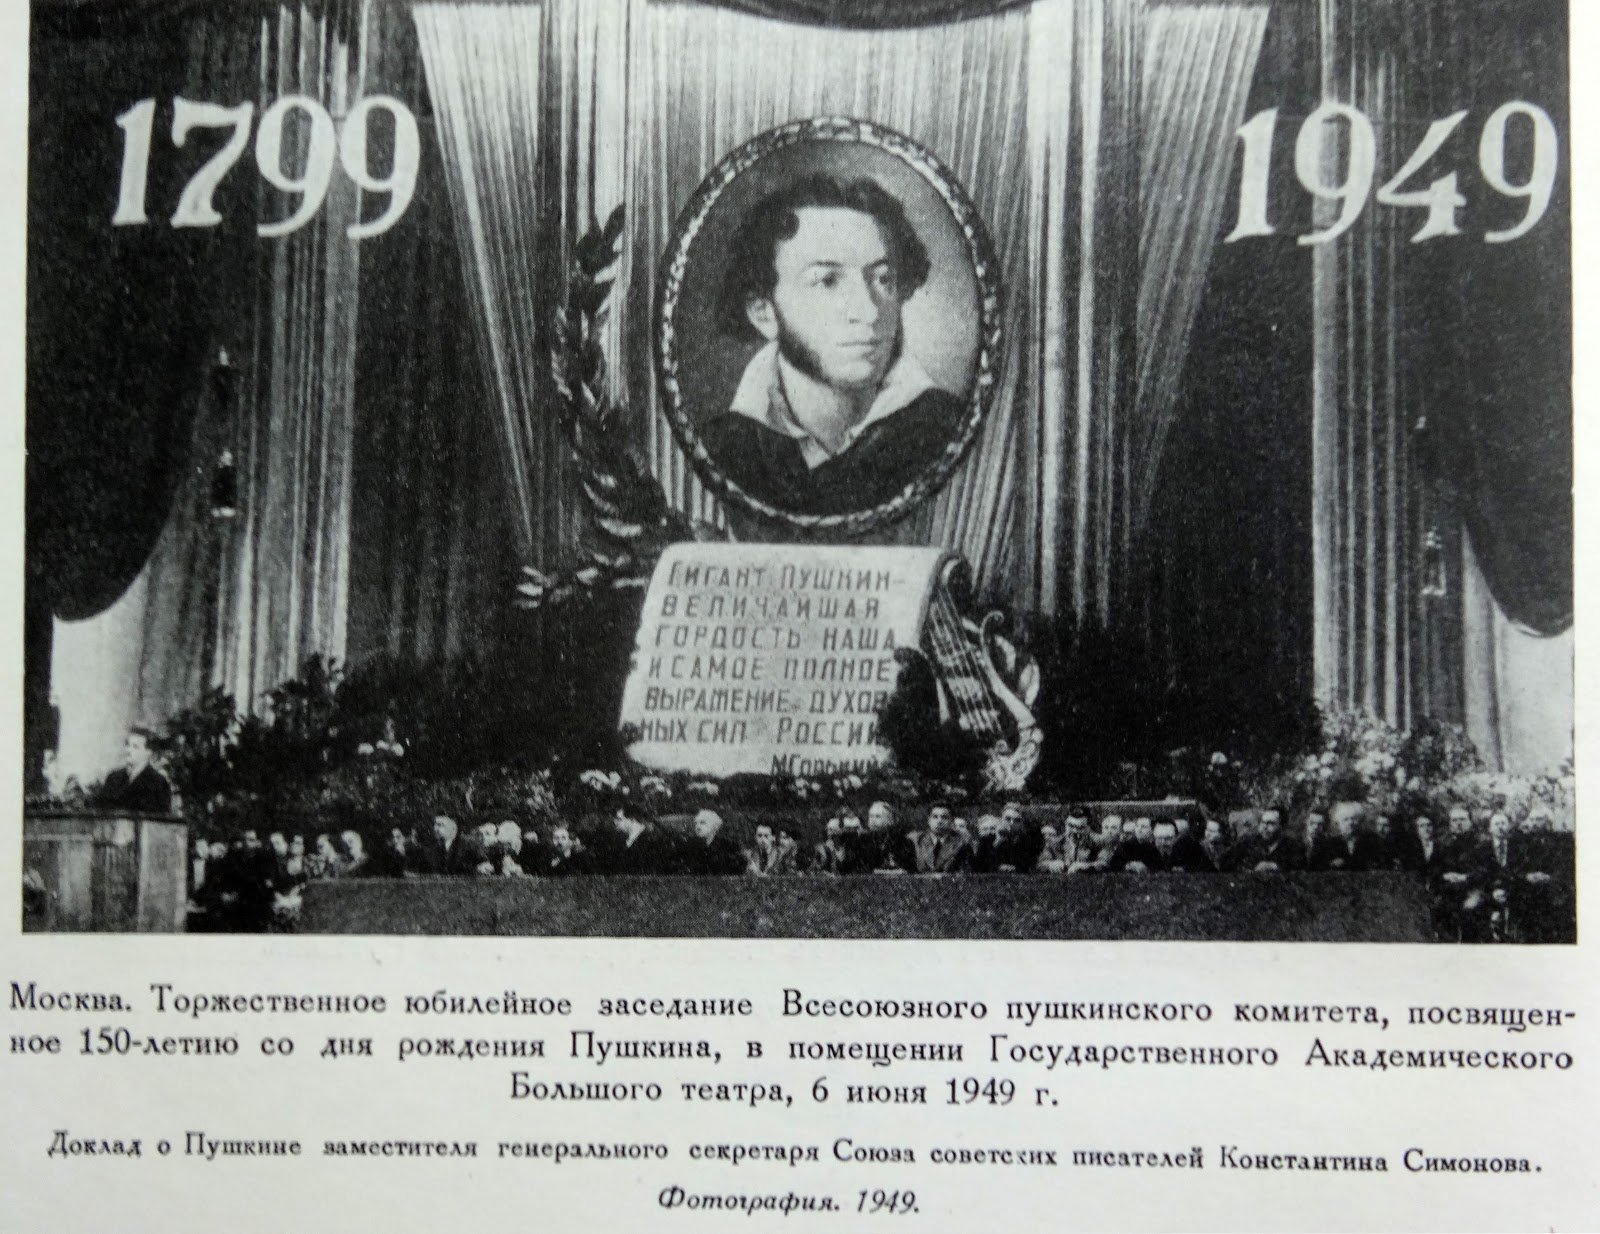 1799
1949
ГИГАНТ ПУШКИН–
ВЕЛИЧАЙШАЯ
ГОРДОСТЬ НАША
И САМОЕ ПОЛНОЕ
ВЫРАЖЕНИЕ ДУХОВ
НЫХ СИЛ РОССИИ
М Горький
Москва. Торжественное юбилейное заседание Всесоюзного пушкинского комитета, посвящен-
ное 150-летию со дня рождения Пушкина, в помещении Государственного Академического
Большого театра, 6 июня 1949 г.
Доклад о Пушкине заместителя генерального секретаря Союза советских писателей Константина Симонова.
Фотография. 1949.